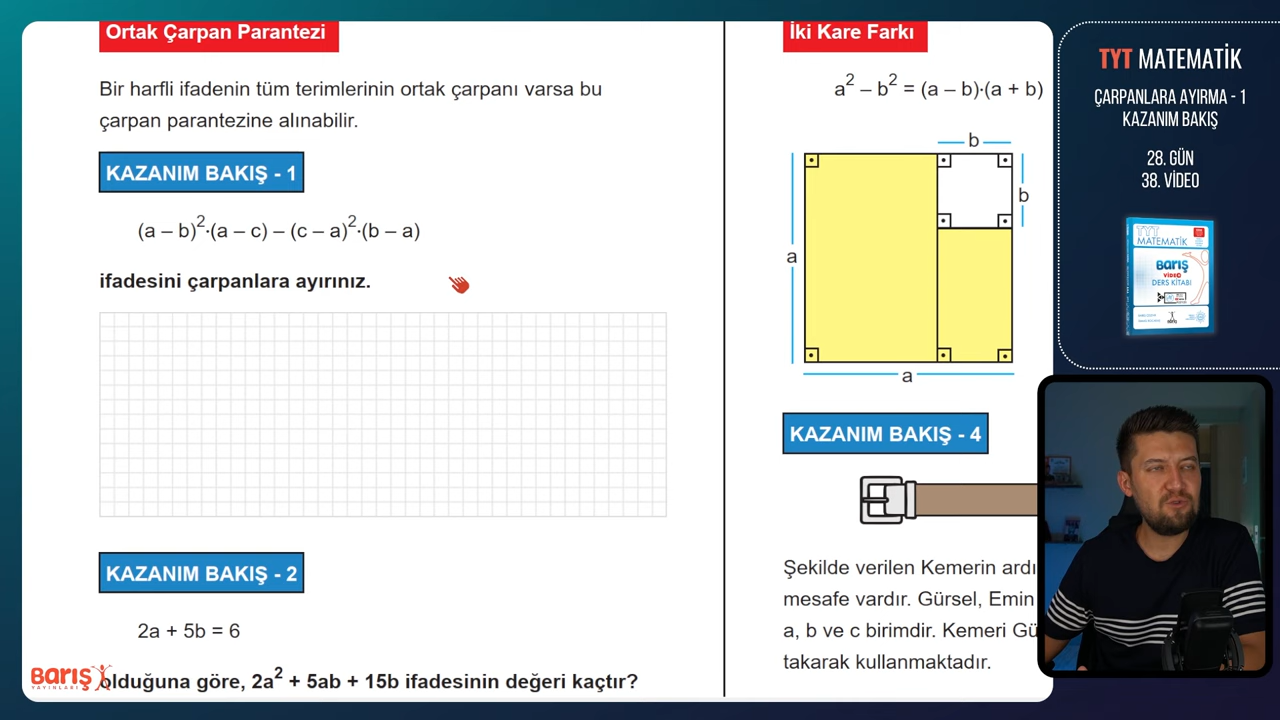 Ortak Çarpan Parantezi
Bir harfli ifadenin tüm terimlerinin ortak çarpanı varsa bu
çarpan parantezine alınabilir.
KAZANIM BAKIŞ - 1
(a – b)²·(a – c) – (c – a)²·(b – a)
ifadesini çarpanlara ayırınız.
KAZANIM BAKIŞ - 2
2a + 5b = 6
olduğuna göre, 2a² + 5ab + 15b ifadesinin değeri kaçtır?
BARIŞ
YAYINLARI
İki Kare Farkı
a² – b² = (a – b)·(a + b)
b
b
a
a
KAZANIM BAKIŞ - 4
Şekilde verilen Kemerin ardı
mesafe vardır. Gürsel, Emin
a, b ve c birimdir. Kemeri Gü
takarak kullanmaktadır.
TYT MATEMATİK
ÇARPANLARA AYIRMA - 1
KAZANIM BAKIŞ
28. GÜN
38. VİDEO
TYT
MATEMATİK
BARIŞ
VİDEO
DERS KİTABI